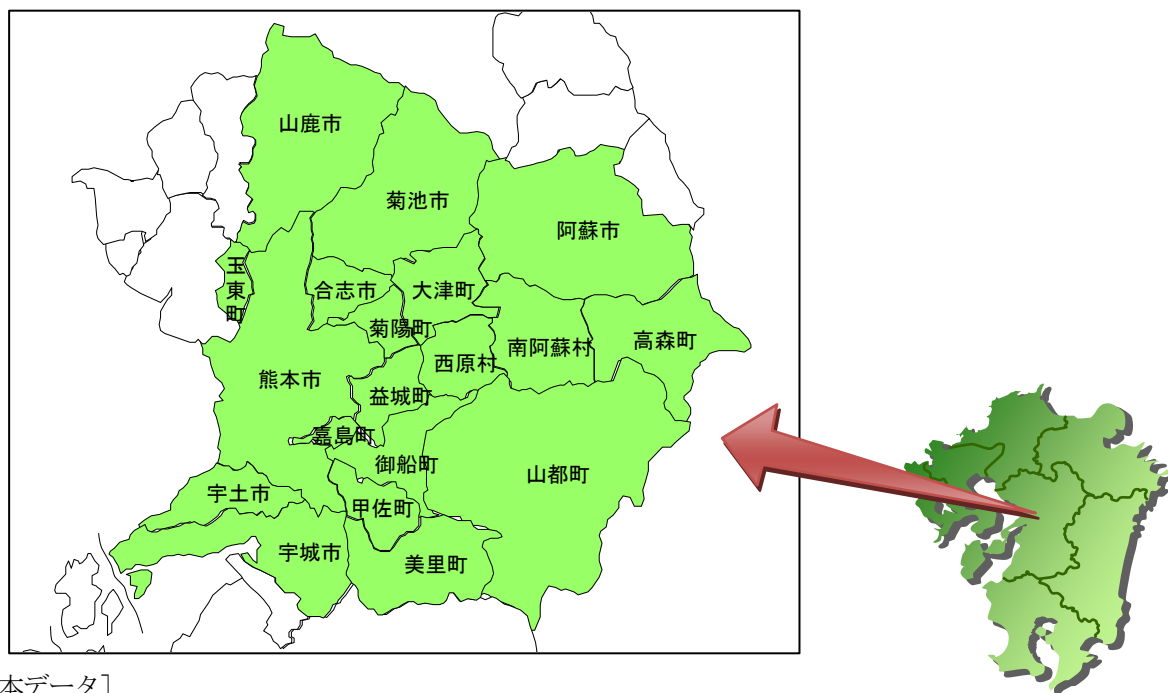 山鹿市
菊池市
阿蘇市
玉東町
合志市
大津町
菊陽町
南阿蘇村
高森町
西原村
熊本市
益城町
嘉島町
御船町
山都町
宇土市
甲佐町
宇城市
美里町
本データ］